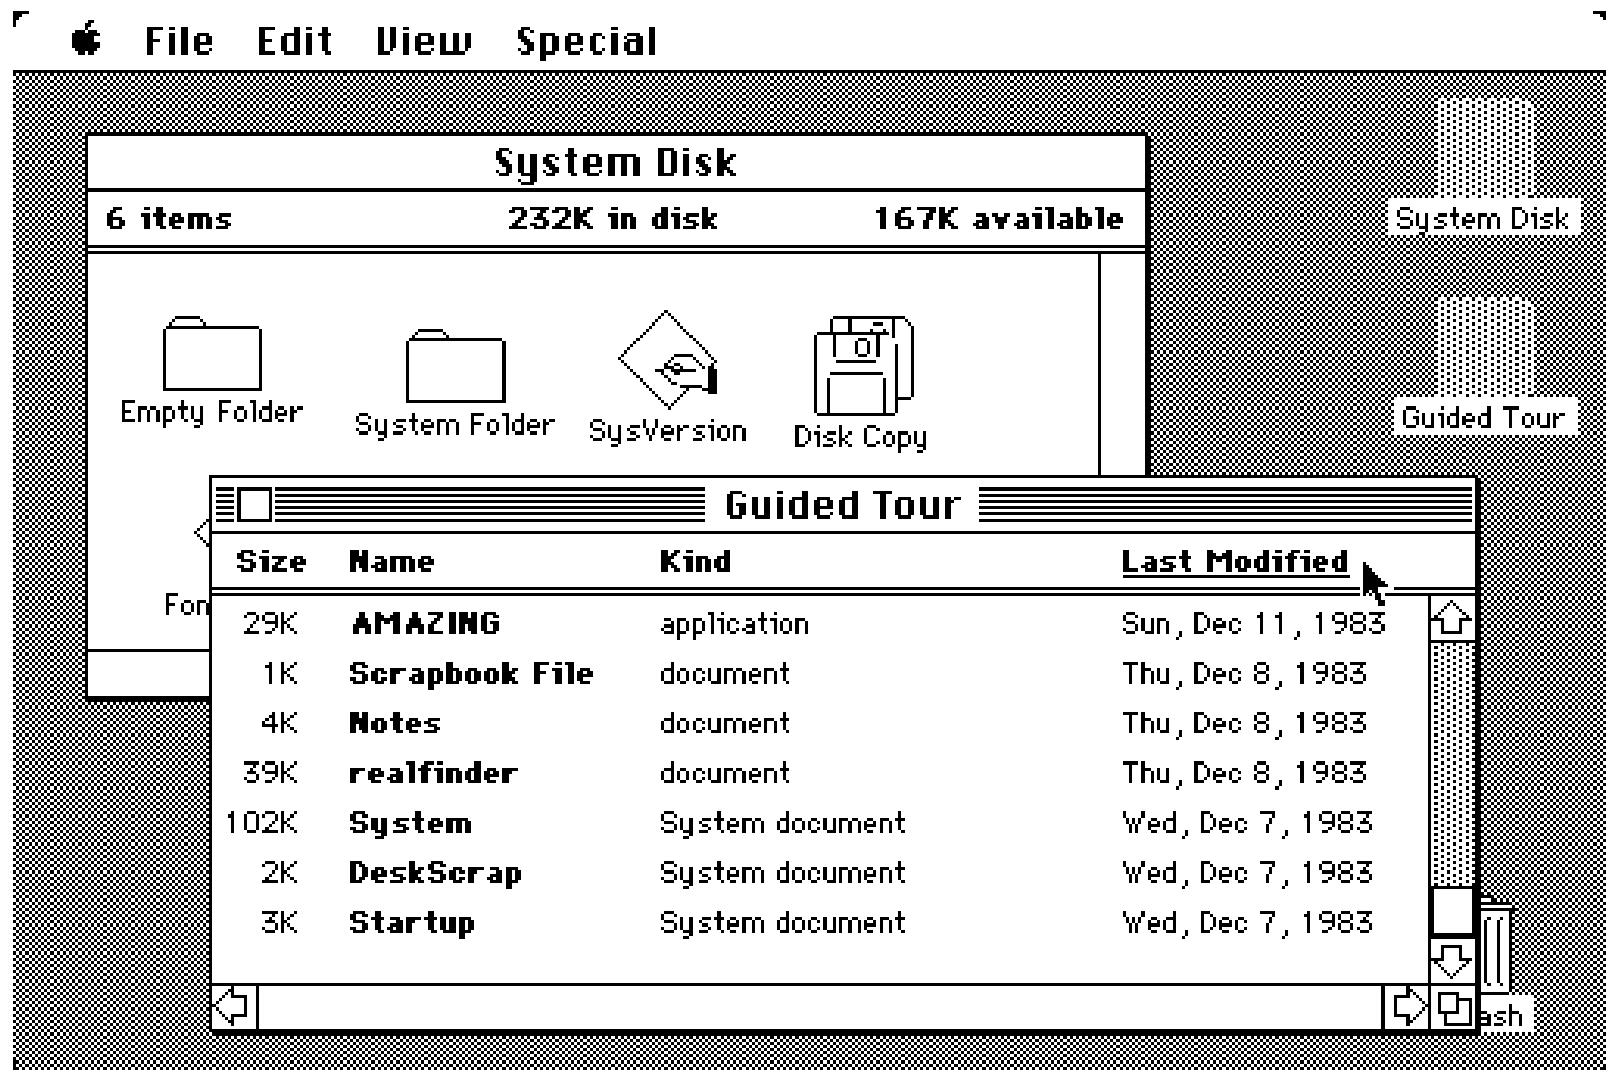 File Edit View Special
System Disk
6 items 232K in disk 167K available
System Disk
Empty Folder System Folder SysVersion Disk Copy
Guided Tour
Guided Tour
Size Name Kind Last Modified
29K AMAZING application Sun, Dec 11, 1983
1K Scrapbook File document Thu, Dec 8, 1983
4K Notes document Thu, Dec 8, 1983
39K realfinder document Thu, Dec 8, 1983
102K System System document Wed, Dec 7, 1983
2K DeskScrap System document Wed, Dec 7, 1983
3K Startup System document Wed, Dec 7, 1983